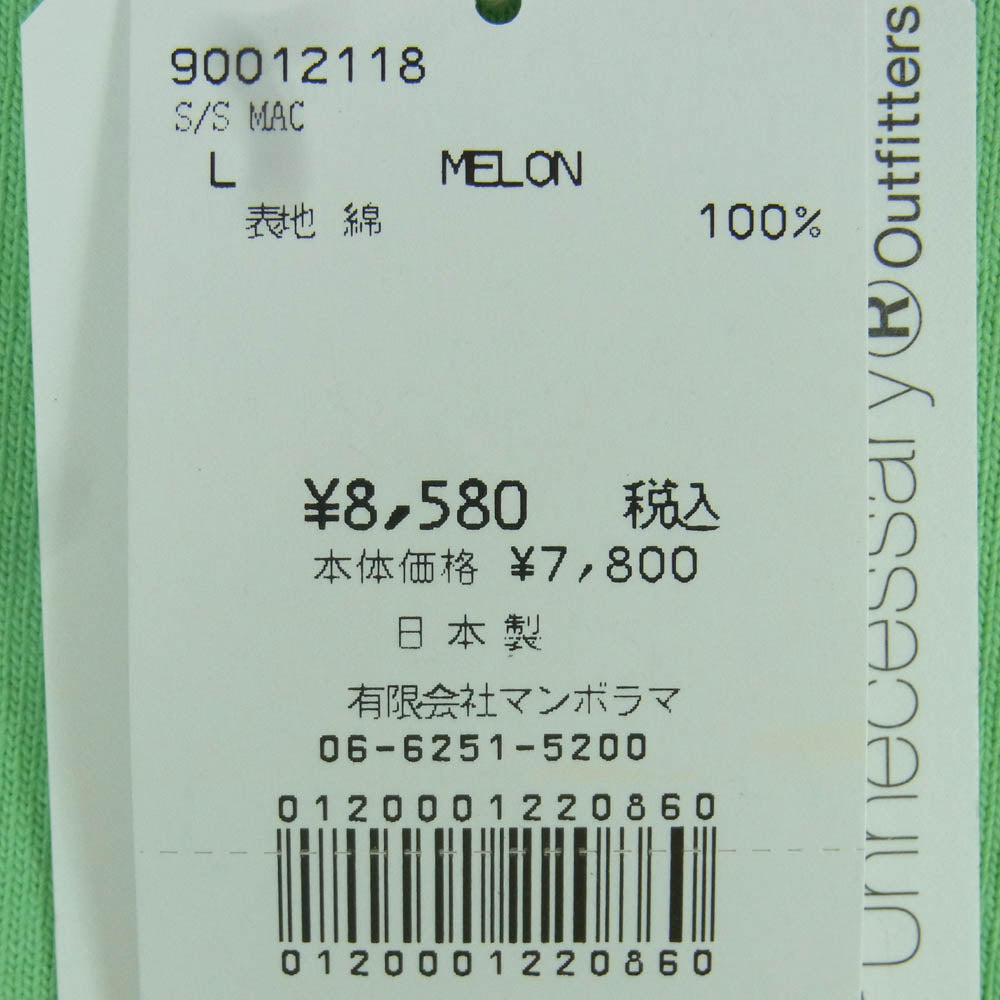 90012118
S/S MAC
L MELON
表地 綿 100%
¥8,580 税込
本体価格 ¥7,800
日本製
有限会社マンボラマ
06-6251-5200
0120001220860
0120001220860
Unnecessary Ⓡ Outfitters